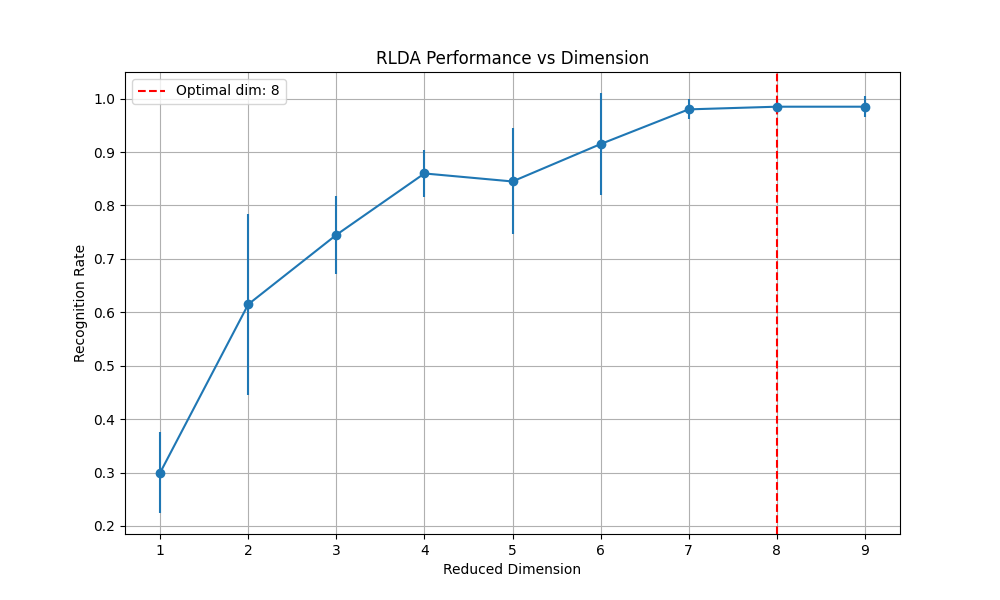 RLDA Performance vs Dimension
Optimal dim: 8
1.0
0.9
0.8
0.7
0.6
0.5
0.4
0.3
0.2
Recognition Rate
1 2 3 4 5 6 7 8 9
Reduced Dimension